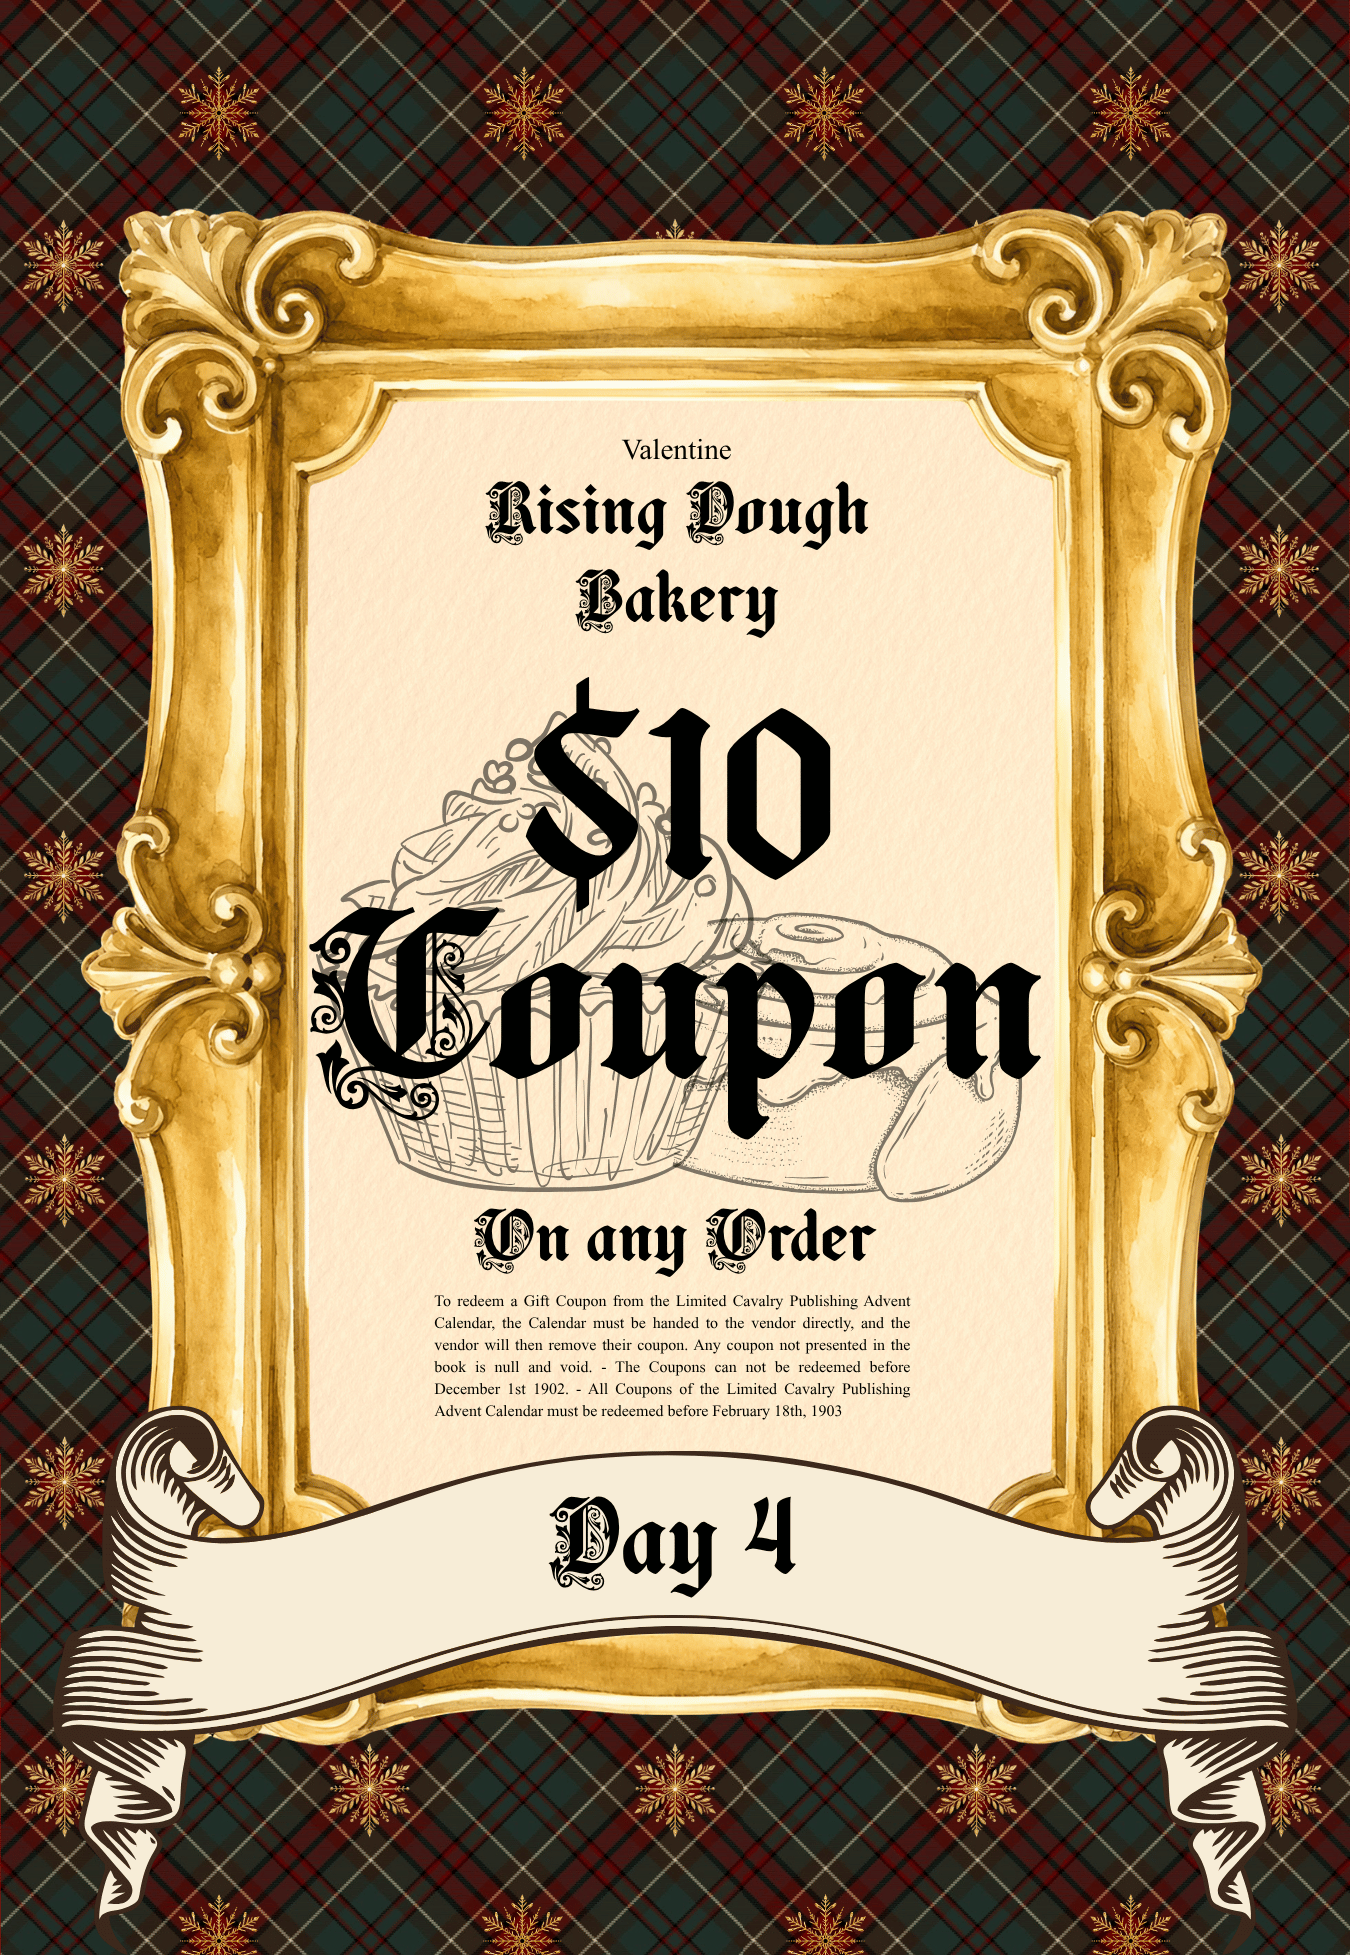 Valentine
Rising Dough
Bakery
$10
Coupon
On any Order
To redeem a Gift Coupon from the Limited Cavalry Publishing Advent
Calendar, the Calendar must be handed to the vendor directly, and the
vendor will then remove their coupon. Any coupon not presented in the
book is null and void. - The Coupons can not be redeemed before
December 1st 1902. - All Coupons of the Limited Cavalry Publishing
Advent Calendar must be redeemed before February 18th, 1903
Day 4